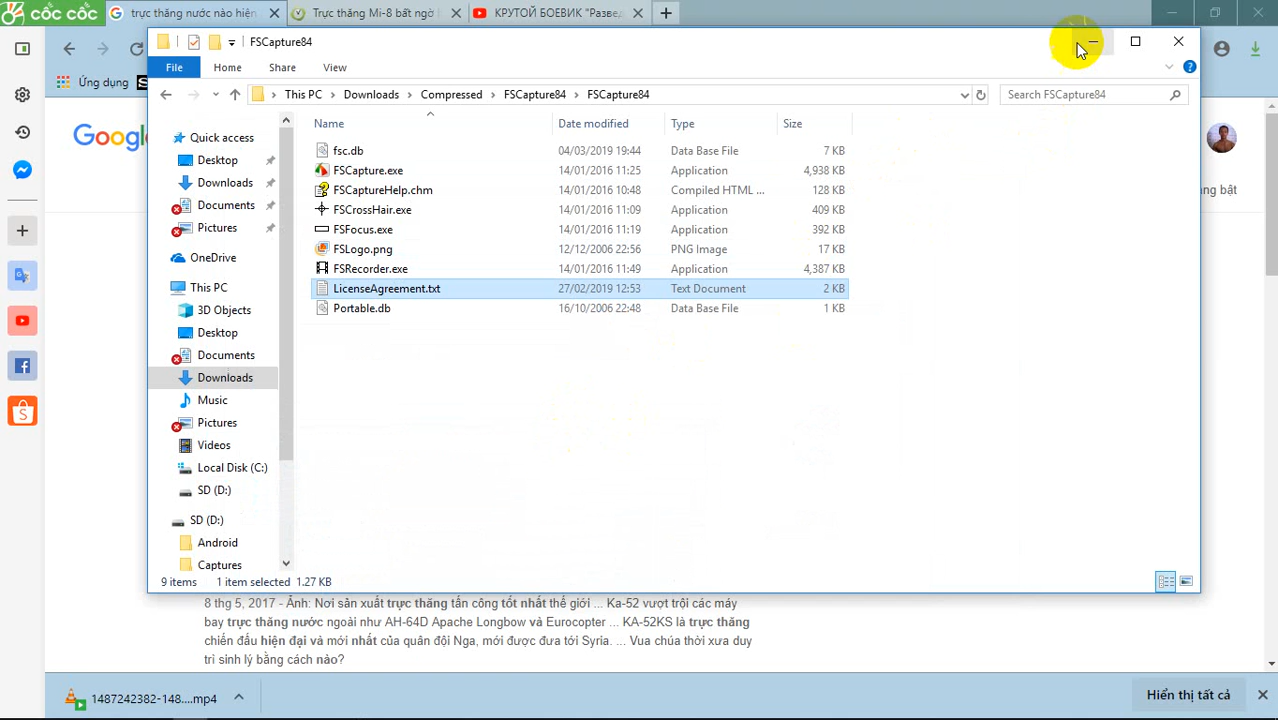 cốc cốc
trực thăng nước nào hiện
Trực thăng Mi-8 bất ngờ
КРУТОЙ БОЕВИК "Разве
FSCapture84
File
Home
Share
View
This PC > Downloads > Compressed > FSCapture84 > FSCapture84
Search FSCapture84
Ứng dụng
Google
Name
Date modified
Type
Size
fsc.db 04/03/2019 19:44 Data Base File 7 KB
FSCapture.exe 14/01/2016 11:25 Application 4,938 KB
FSCaptureHelp.chm 14/01/2016 10:48 Compiled HTML ... 128 KB
FSCrossHair.exe 14/01/2016 11:09 Application 409 KB
FSFocus.exe 14/01/2016 11:19 Application 392 KB
FSLogo.png 12/12/2006 22:56 PNG Image 17 KB
FSRecorder.exe 14/01/2016 11:49 Application 4,387 KB
LicenseAgreement.txt 27/02/2019 12:53 Text Document 2 KB
Portable.db 16/10/2006 22:48 Data Base File 1 KB
Quick access
Desktop
Downloads
Documents
Pictures
OneDrive
This PC
3D Objects
Desktop
Documents
Downloads
Music
Pictures
Videos
Local Disk (C:)
SD (D:)
SD (D:)
Android
Captures
9 items 1 item selected 1.27 KB
bật
8 thg 5, 2017 - Ảnh: Nơi sản xuất trực thăng tấn công tốt nhất thế giới ... Ka-52 vượt trội các máy
bay trực thăng nước ngoài như AH-64D Apache Longbow và Eurocopter ... KA-52KS là trực thăng
chiến đấu hiện đại và mới nhất của quân đội Nga, mới được đưa tới Syria. ... Vua chúa thời xưa duy
trì sinh lý bằng cách nào?
1487242382-148....mp4
Hiển thị tất cả